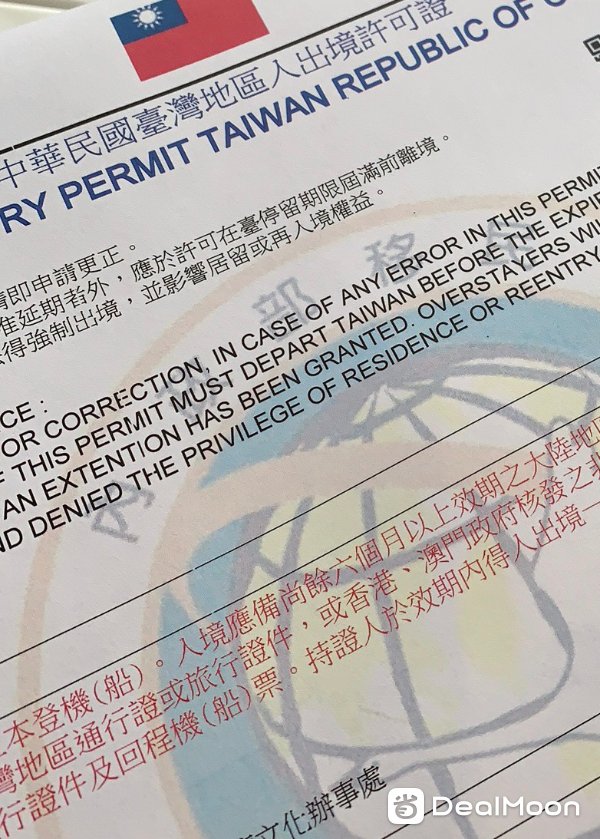 中華民國臺灣地區入出境許可證
RY PERMIT TAIWAN REPUBLIC OF C
請即申請更正。
准延期者外，應於許可在臺停留期限屆滿前離境。
得強制出境，並影響居留或再入境權益。
CE :
OR CORRECTION, IN CASE OF ANY ERROR IN THIS PERMI
F THIS PERMIT MUST DEPART TAIWAN BEFORE THE EXPI
AN EXTENTION HAS BEEN GRANTED. OVERSTAYERS WI
ND DENIED THE PRIVILEGE OF RESIDENCE OR REENTRY
內政部移
本登機(船)。入境應備尚餘六個月以上效期之大陸地區
灣地區通行證或旅行證件，或香港、澳門政府核發之非
行證件及回程機(船)票。持證人於效期內得入出境一
文化辦事處
DealMoon